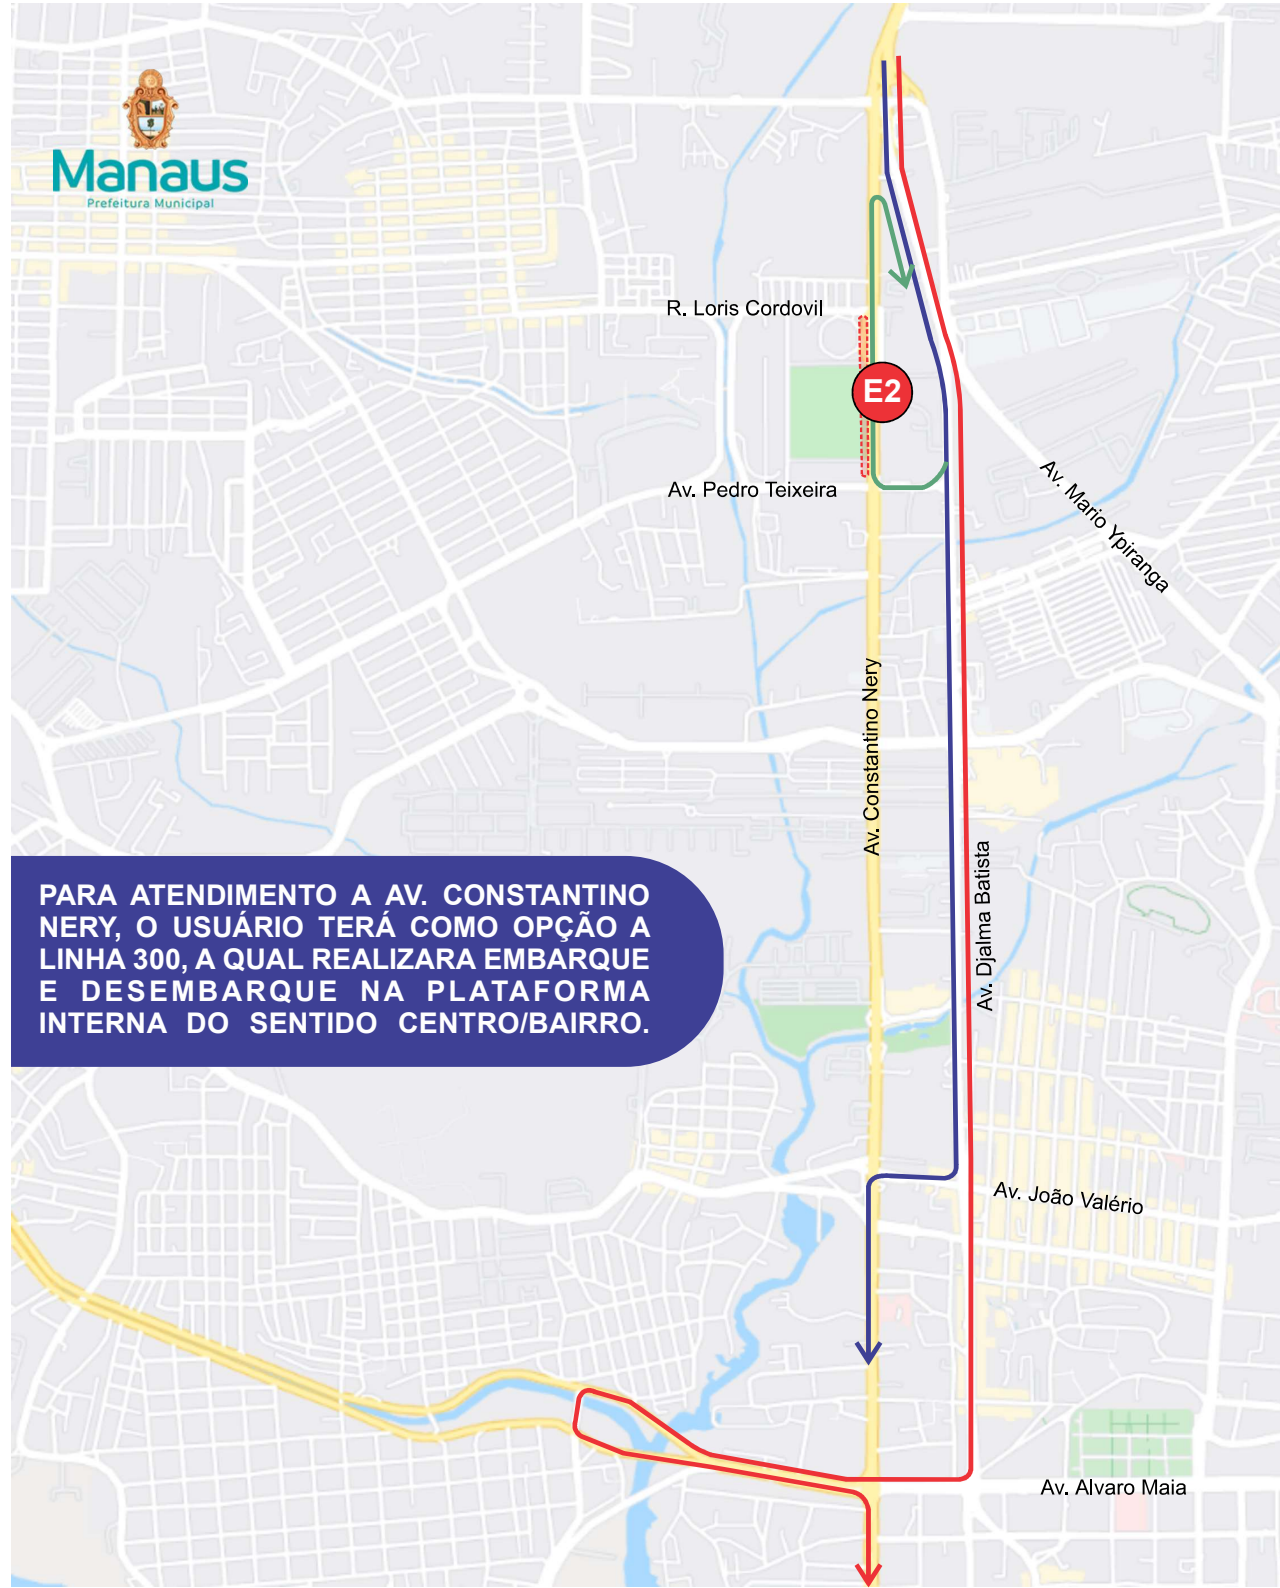 Manaus
Prefeitura Municipal
R. Loris Cordovil
E2
Av. Pedro Teixeira
Av. Mario Ypiranga
Av. Constantino Nery
Av. Djalma Batista
PARA ATENDIMENTO A AV. CONSTANTINO
NERY, O USUÁRIO TERÁ COMO OPÇÃO A
LINHA 300, A QUAL REALIZARA EMBARQUE
E DESEMBARQUE NA PLATAFORMA
INTERNA DO SENTIDO CENTRO/BAIRRO.
Av. João Valério
Av. Alvaro Maia